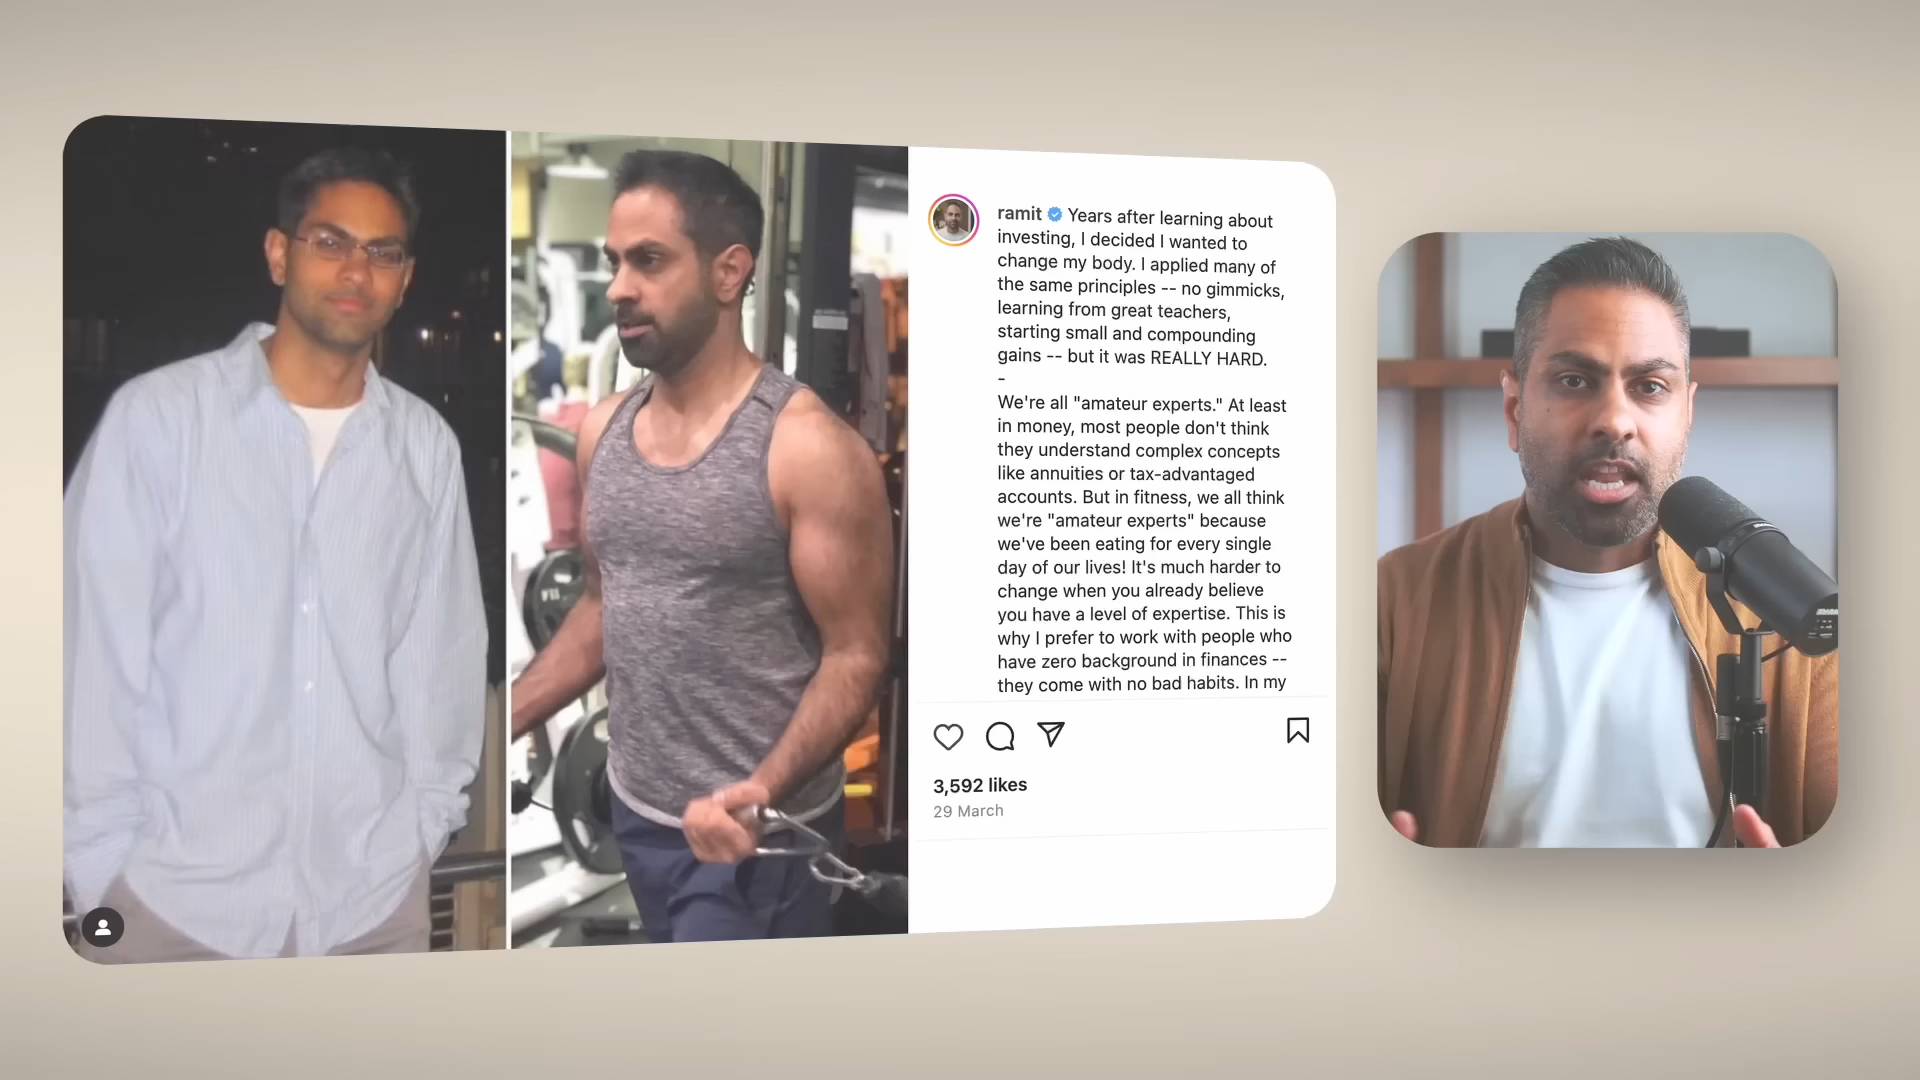 ramit Years after learning about
investing, I decided I wanted to
change my body. I applied many of
the same principles -- no gimmicks,
learning from great teachers,
starting small and compounding
gains -- but it was REALLY HARD.
-
We're all "amateur experts." At least
in money, most people don't think
they understand complex concepts
like annuities or tax-advantaged
accounts. But in fitness, we all think
we're "amateur experts" because
we've been eating for every single
day of our lives! It's much harder to
change when you already believe
you have a level of expertise. This is
why I prefer to work with people who
have zero background in finances --
they come with no bad habits. In my
3,592 likes
29 March